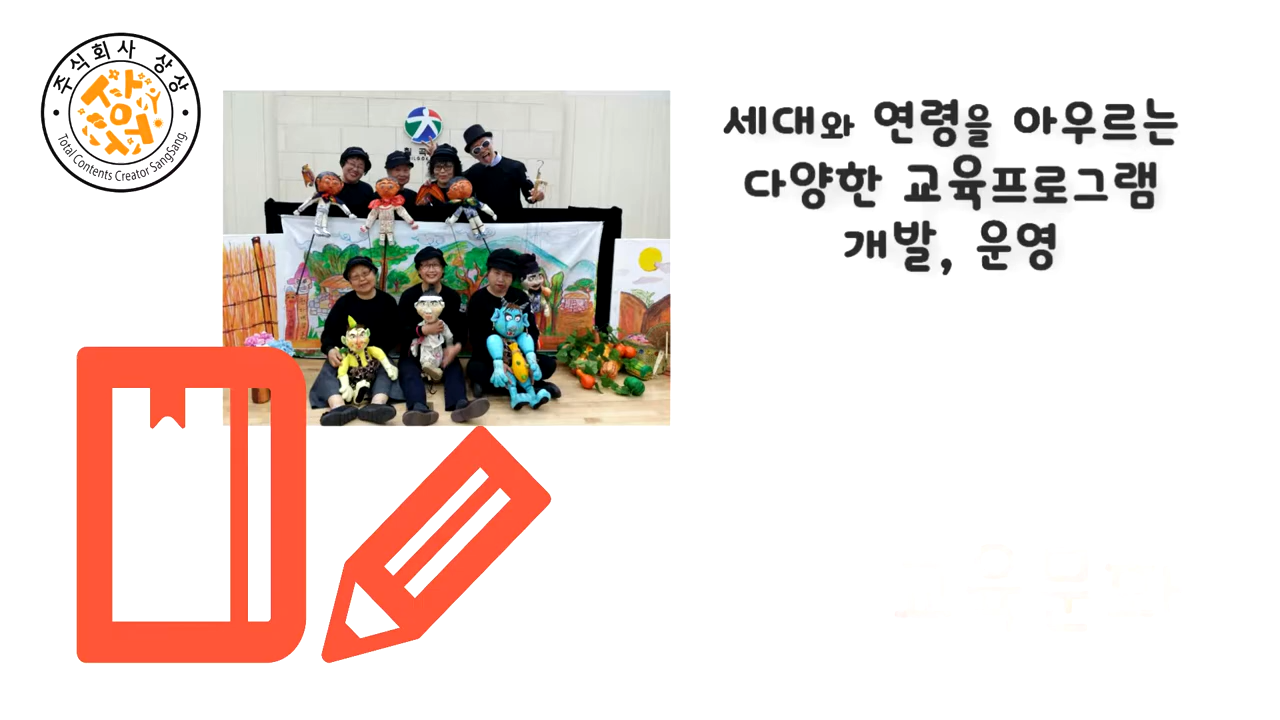 주식회사 상상
Total Contents Creator SangSang.
세대와 연령을 아우르는
다양한 교육프로그램
개발, 운영